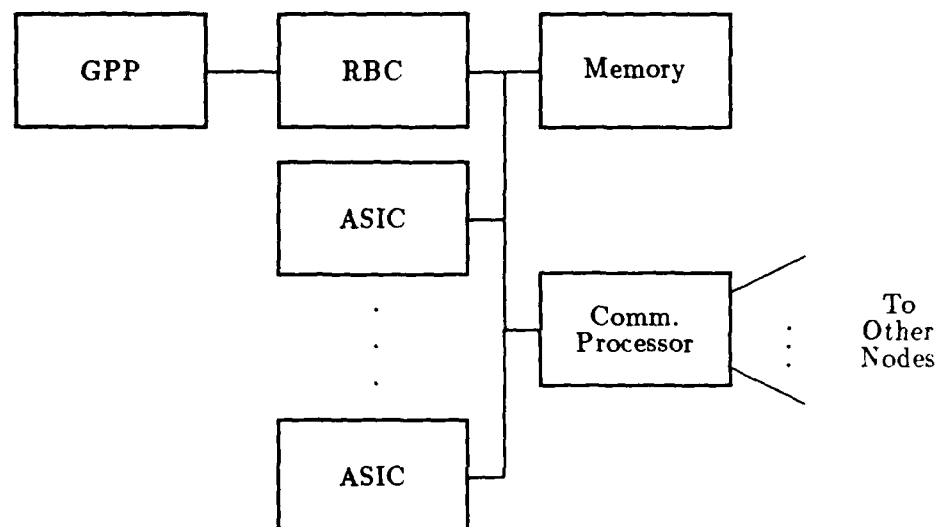 GPP
RBC
Memory
ASIC
Comm.
Processor
To
Other
Nodes
ASIC